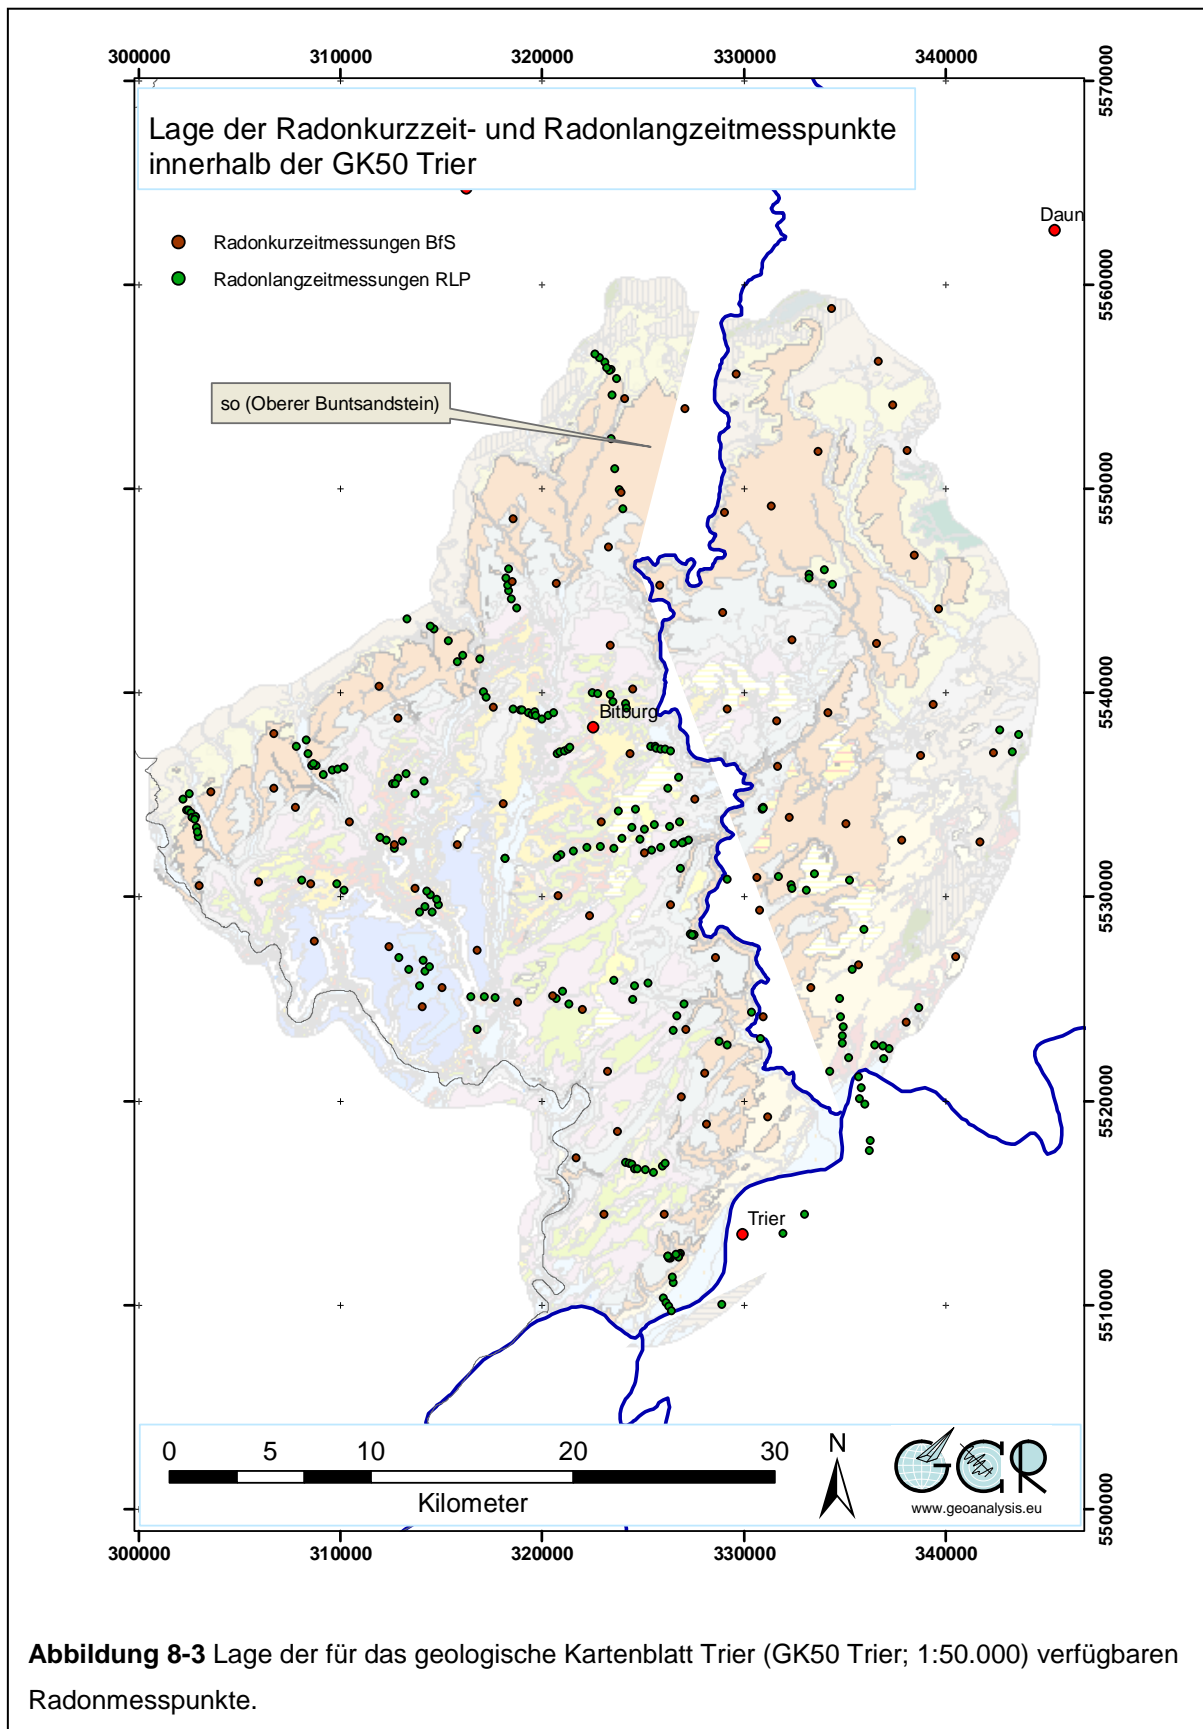 300000 310000 320000 330000 340000
5570000
Lage der Radonkurzzeit- und Radonlangzeitmesspunkte
innerhalb der GK50 Trier
Daun
Radonkurzeitmessungen BfS
Radonlangzeitmessungen RLP
5560000
so (Oberer Buntsandstein)
5550000
5540000
Bitburg
5530000
5520000
Trier
5510000
0 5 10 20 30
Kilometer
N
GCR
www.geoanalysis.eu
5500000
300000 310000 320000 330000 340000
Abbildung 8-3 Lage der für das geologische Kartenblatt Trier (GK50 Trier; 1:50.000) verfügbaren
Radonmesspunkte.